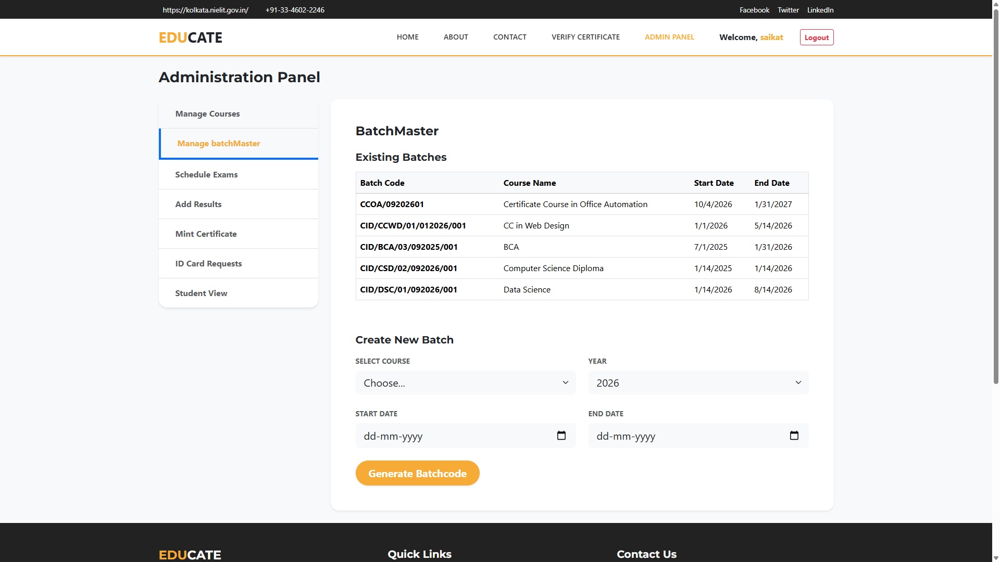 https://kolkata.nielit.gov.in/ +91-33-4602-2246 Facebook Twitter LinkedIn
EDUCATE HOME ABOUT CONTACT VERIFY CERTIFICATE ADMIN PANEL Welcome, saikat Logout
Administration Panel
Manage Courses
Manage batchMaster
Schedule Exams
Add Results
Mint Certificate
ID Card Requests
Student View
BatchMaster
Existing Batches
Batch Code Course Name Start Date End Date
CCOA/09202601 Certificate Course in Office Automation 10/4/2026 1/31/2027
CID/CCWD/01/012026/001 CC in Web Design 1/1/2026 5/14/2026
CID/BCA/03/092025/001 BCA 7/1/2025 1/31/2026
CID/CSD/02/092026/001 Computer Science Diploma 1/14/2025 1/14/2026
CID/DSC/01/092026/001 Data Science 1/14/2026 8/14/2026
Create New Batch
SELECT COURSE YEAR
Choose... 2026
START DATE END DATE
dd-mm-yyyy dd-mm-yyyy
Generate Batchcode
EDUCATE Quick Links Contact Us